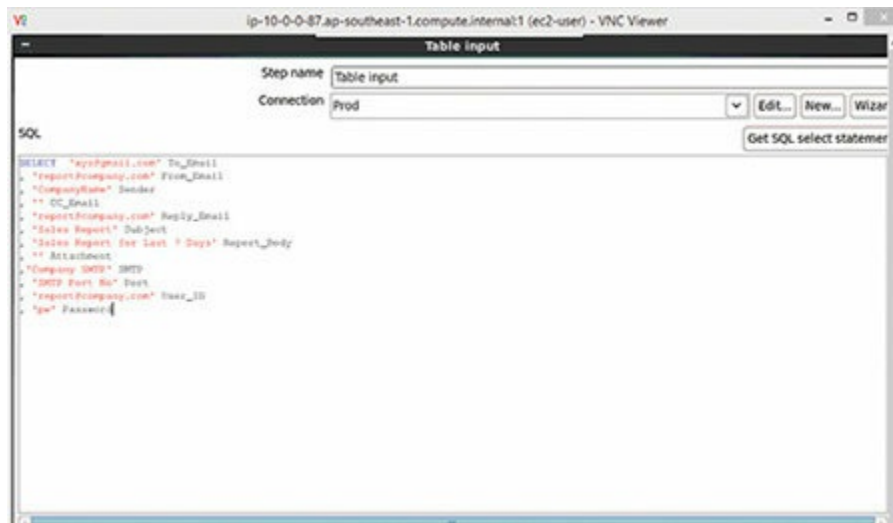 ip-10-0-0-87.ap-southeast-1.compute.internal:1 (ec2-user) - VNC Viewer
Table input
Step name Table input
Connection Prod Edit... New... Wizar
SQL Get SQL select statemer
SELECT To_Email
, "report@company.com" From_Email
, "CompanyName" Sender
, "" CC_Email
, "report@company.com" Reply_Email
, "Sales Report" Subject
, "Sales Report for Last 7 Days" Report_Body
, "" Attachment
,"Company SMTP" SMTP
, "SMTP Port No" Port
, "report@company.com" User_ID
, "pw" Password